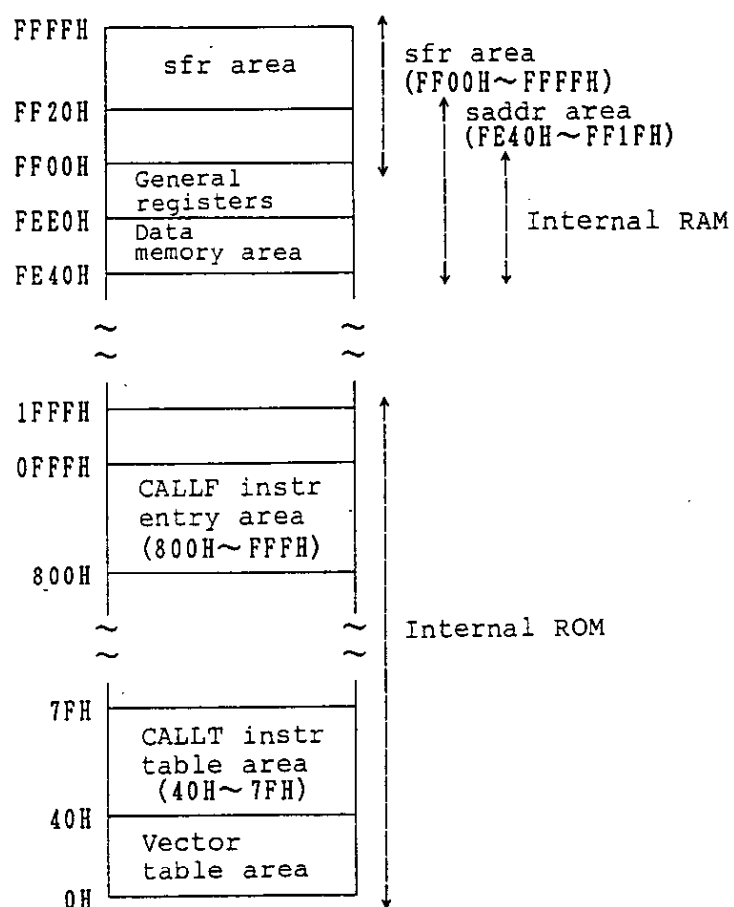 FFFFH
sfr area
sfr area
(FF00H~FFFFH)
FF20H
saddr area
(FE40H~FF1FH)
FF00H
General
registers
FEE0H
Data
memory area
Internal RAM
FE40H
1FFFH
0FFFH
CALLF instr
entry area
(800H~FFFH)
800H
Internal ROM
7FH
CALLT instr
table area
(40H~7FH)
40H
Vector
table area
0H